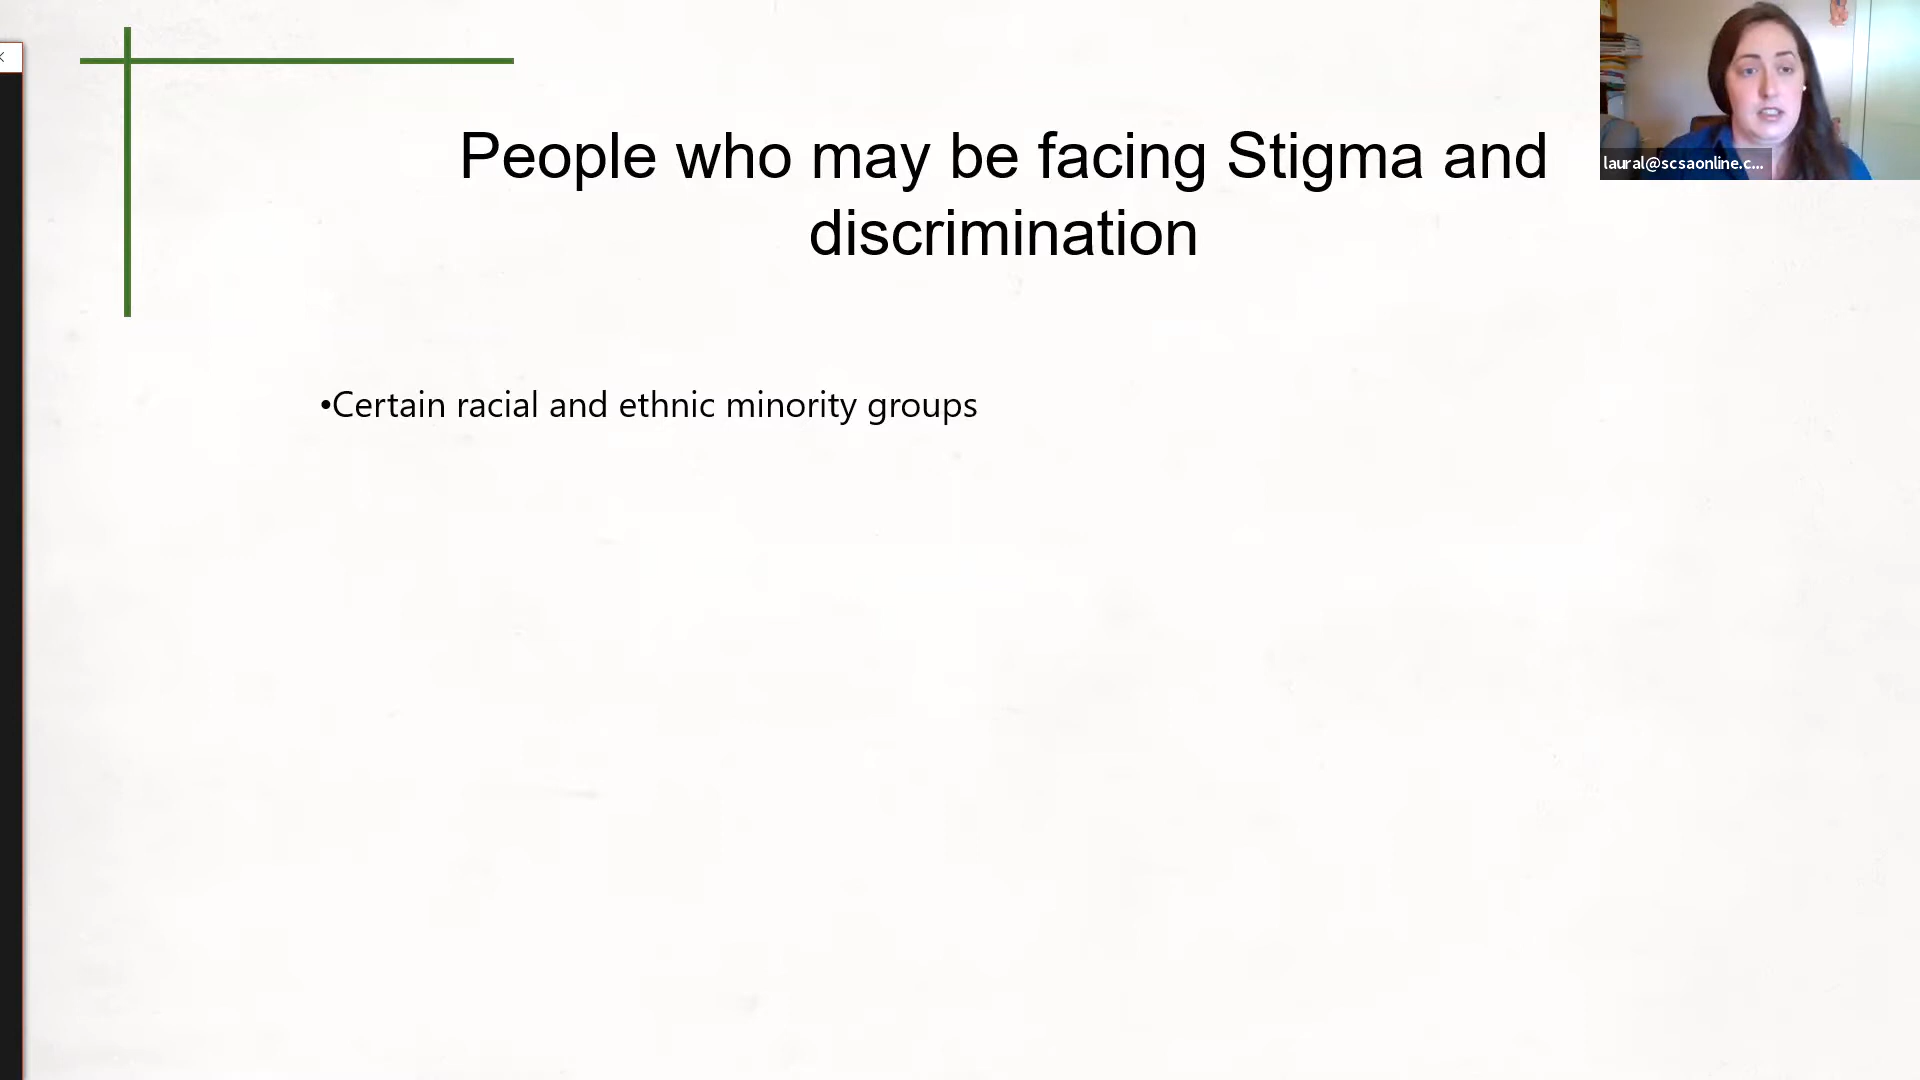 People who may be facing Stigma and
discrimination
•Certain racial and ethnic minority groups
laural@scsaonline.c...